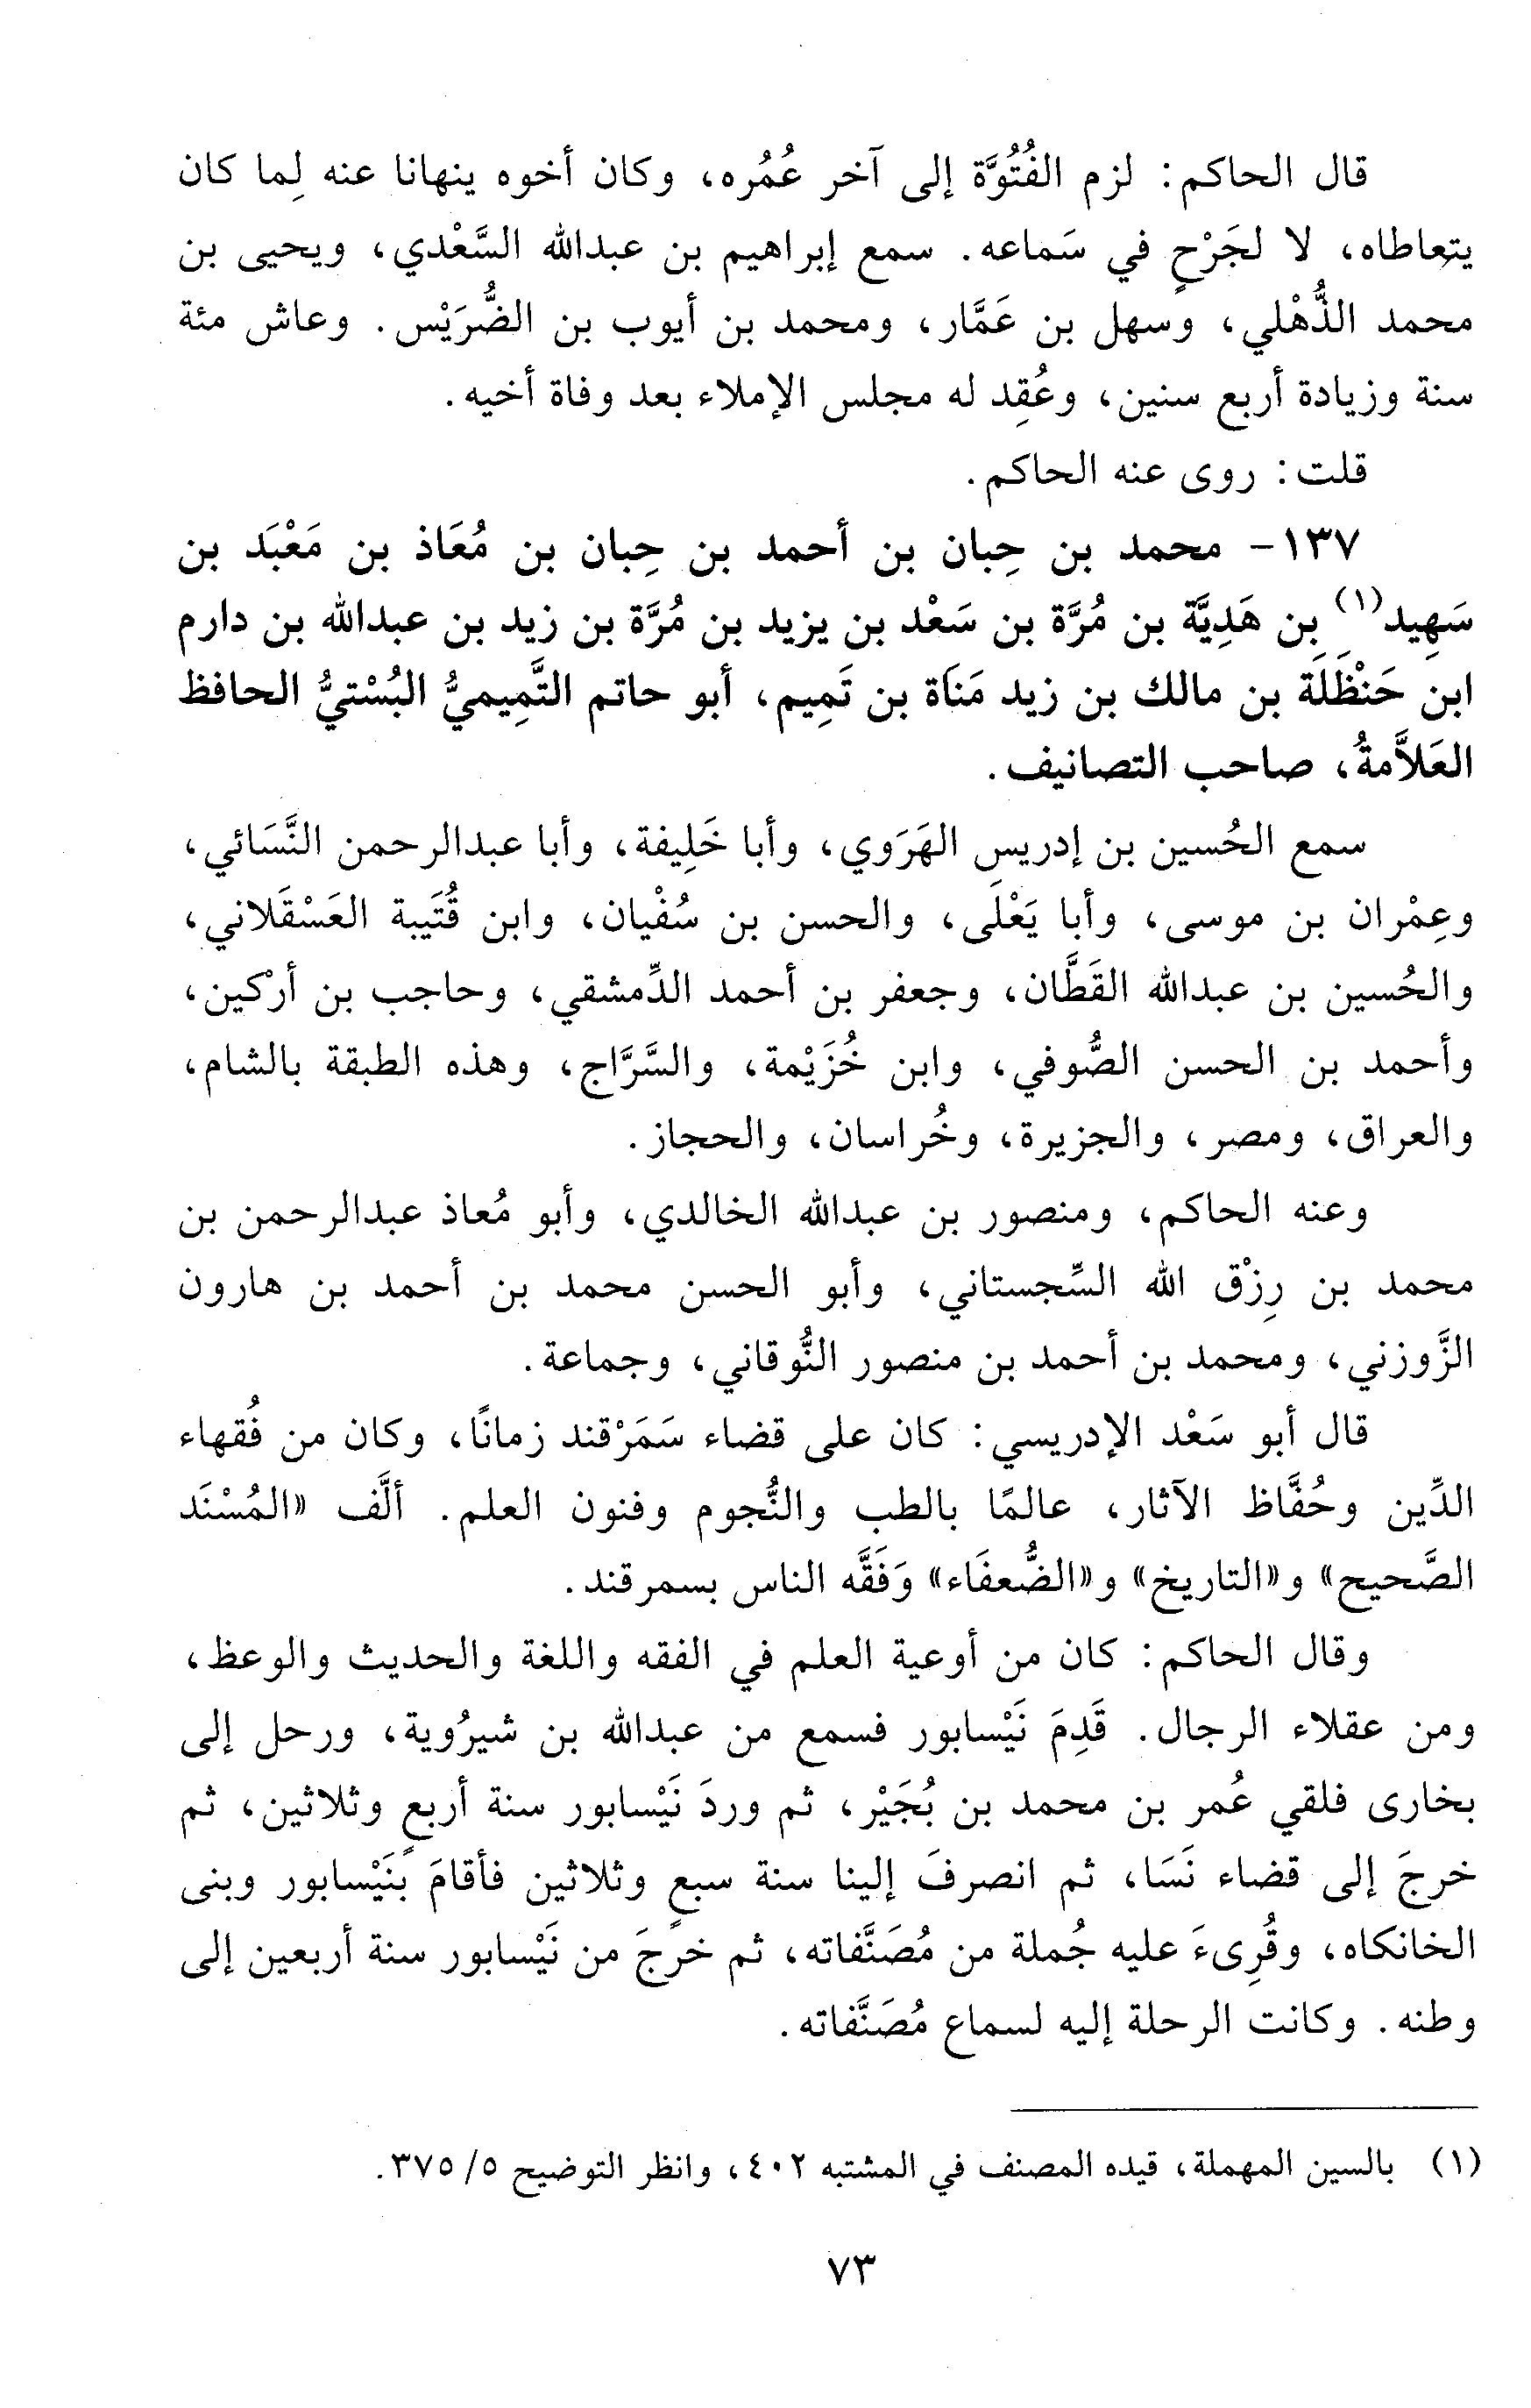 قال الحاكم: لزم الفُتُوَّة إلى آخر عُمُره، وكان أخوه ينهانا عنه لِما كان
يتعاطاه، لا لجَرْحٍ في سَماعه. سمع إبراهيم بن عبدالله السَّعْدي، ويحيى بن
محمد الذُّهْلي، وسهل بن عَمَّار، ومحمد بن أيوب بن الضُّرَيْس. وعاش مئة
سنة وزيادة أربع سنين، وعُقِد له مجلس الإملاء بعد وفاة أخيه.
قلت: روى عنه الحاكم.
١٣٧- محمد بن حِبان بن أحمد بن حِبان بن مُعَاذ بن مَعْبَد بن
سَهِيد(١) بن هَدِيَّة بن مُرَّة بن سَعْد بن يزيد بن مُرَّة بن زيد بن عبدالله بن دارم
ابن حَنْظَلَة بن مالك بن زيد مَنَاة بن تَمِيم، أبو حاتم التَّمِيميُّ البُسْتيُّ الحافظ
العَلاَّمةُ، صاحب التصانيف.
سمع الحُسين بن إدريس الهَرَوي، وأبا خَلِيفة، وأبا عبدالرحمن النَّسَائي،
وعِمْران بن موسى، وأبا يَعْلَى، والحسن بن سُفْيان، وابن قُتَيبة العَسْقَلاني،
والحُسين بن عبدالله القَطَّان، وجعفر بن أحمد الدِّمشقي، وحاجب بن أرْكين،
وأحمد بن الحسن الصُّوفي، وابن خُزَيْمة، والسَّرَّاج، وهذه الطبقة بالشام،
والعراق، ومصر، والجزيرة، وخُراسان، والحجاز.
وعنه الحاكم، ومنصور بن عبدالله الخالدي، وأبو مُعاذ عبدالرحمن بن
محمد بن رِزْق الله السِّجستاني، وأبو الحسن محمد بن أحمد بن هارون
الزَّوزني، ومحمد بن أحمد بن منصور النُّوقاني، وجماعة.
قال أبو سَعْد الإدريسي: كان على قضاء سَمَرْقند زمانًا، وكان من فُقهاء
الدِّين وحُفَّاظ الآثار، عالمًا بالطب والنُّجوم وفنون العلم. ألَّف «المُسْنَد
الصَّحيح» و«التاريخ» و«الضُّعفَاء» وَفَقَّه الناس بسمرقند.
وقال الحاكم: كان من أوعية العلم في الفقه واللغة والحديث والوعظ،
ومن عقلاء الرجال. قَدِمَ نَيْسابور فسمع من عبدالله بن شيرُوية، ورحل إلى
بخارى فلقي عُمر بن محمد بن بُجَيْر، ثم وردَ نَيْسابور سنة أربعٍ وثلاثين، ثم
خرجَ إلى قضاء نَسَا، ثم انصرفَ إلينا سنة سبعٍ وثلاثين فأقامَ بنَيْسابور وبنى
الخانكاه، وقُرِىءَ عليه جُملة من مُصَنَّفاته، ثم خرجَ من نَيْسابور سنة أربعين إلى
وطنه. وكانت الرحلة إليه لسماع مُصَنَّفاته.
(١) بالسين المهملة، قيده المصنف في المشتبه ٤٠٢، وانظر التوضيح ٥/ ٣٧٥.
٧٣